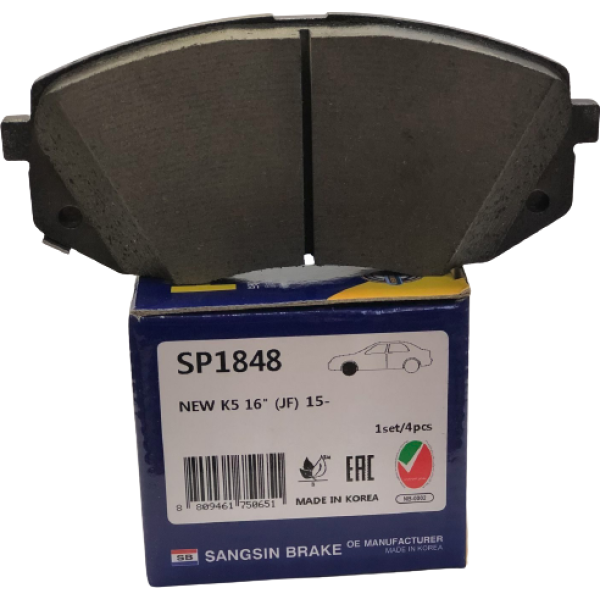 SP1848
NEW K5 16" (JF) 15-
1set/4pcs
8 809461 750651
EAC
MADE IN KOREA
SB SANGSIN BRAKE OE MANUFACTURER
MADE IN KOREA